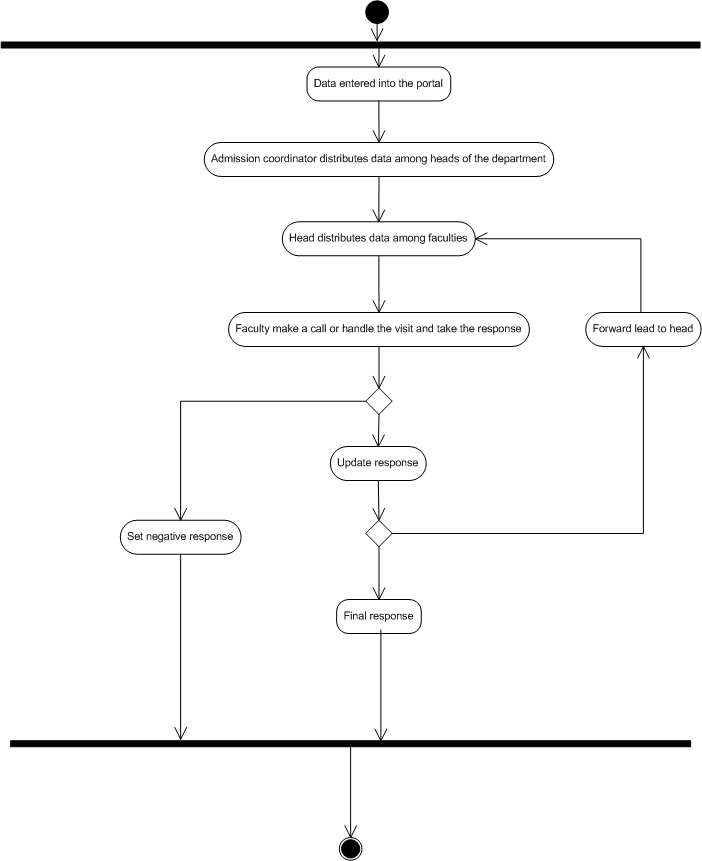 Data entered into the portal
Admission coordinator distributes data among heads of the department
Head distributes data among faculties
Faculty make a call or handle the visit and take the response
Forward lead to head
Update response
Set negative response
Final response